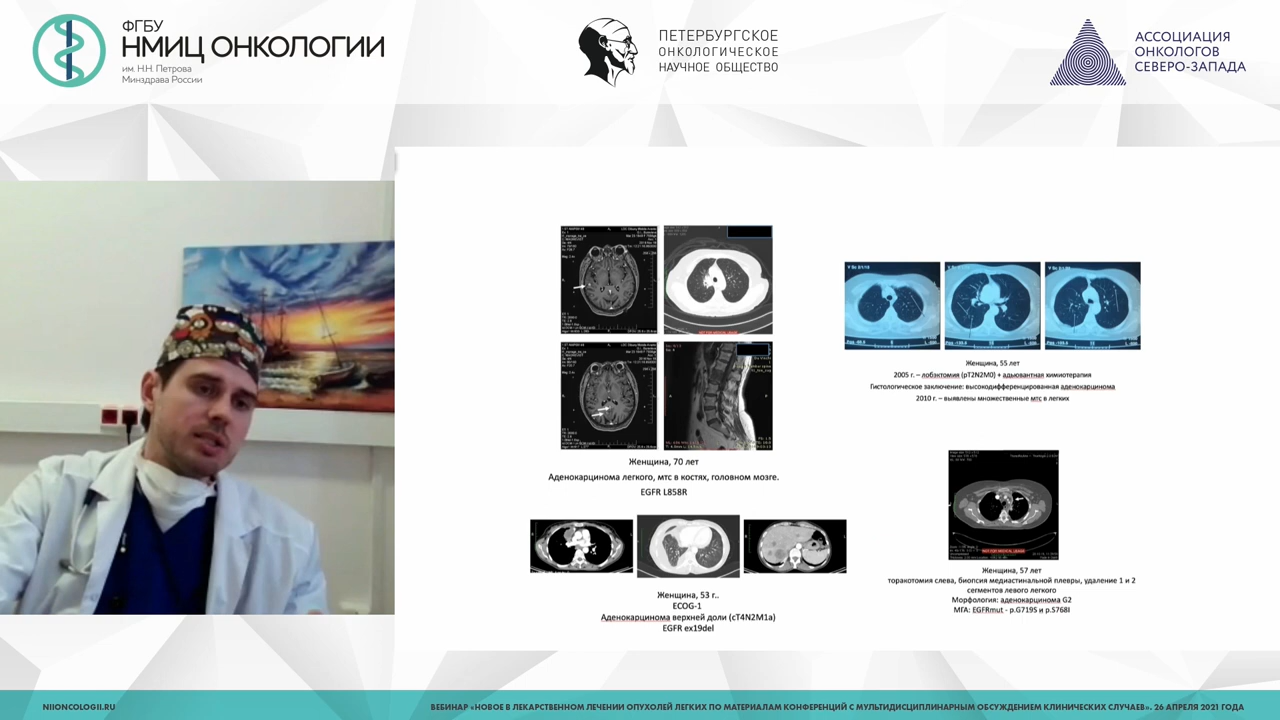 ФГБУ
НМИЦ ОНКОЛОГИИ
им. Н.Н. Петрова
Минздрава России
ПЕТЕРБУРГСКОЕ
ОНКОЛОГИЧЕСКОЕ
НАУЧНОЕ ОБЩЕСТВО
АССОЦИАЦИЯ
ОНКОЛОГОВ
СЕВЕРО-ЗАПАДА
Женщина, 70 лет
Аденокарцинома легкого, мтс в костях, головном мозге.
EGFR L858R
Женщина, 53 г..
ECOG-1
Аденокарцинома верхней доли (cT4N2M1a)
EGFR ex19del
Женщина, 55 лет
2005 г. – лобэктомия (pT2N2M0) + адьювантная химиотерапия
Гистологическое заключение: высокодифференцированная аденокарцинома
2010 г. – выявлены множественные мтс в легких
Женщина, 57 лет
торакотомия слева, биопсия медиастинальной плевры, удаление 1 и 2
сегментов левого легкого
Морфология: аденокарцинома G2
МГА: EGFRmut - p.G719S и p.S768I
NIIONCOLOGII.RU
ВЕБИНАР «НОВОЕ В ЛЕКАРСТВЕННОМ ЛЕЧЕНИИ ОПУХОЛЕЙ ЛЕГКИХ ПО МАТЕРИАЛАМ КОНФЕРЕНЦИЙ С МУЛЬТИДИСЦИПЛИНАРНЫМ ОБСУЖДЕНИЕМ КЛИНИЧЕСКИХ СЛУЧАЕВ». 26 АПРЕЛЯ 2021 ГОДА